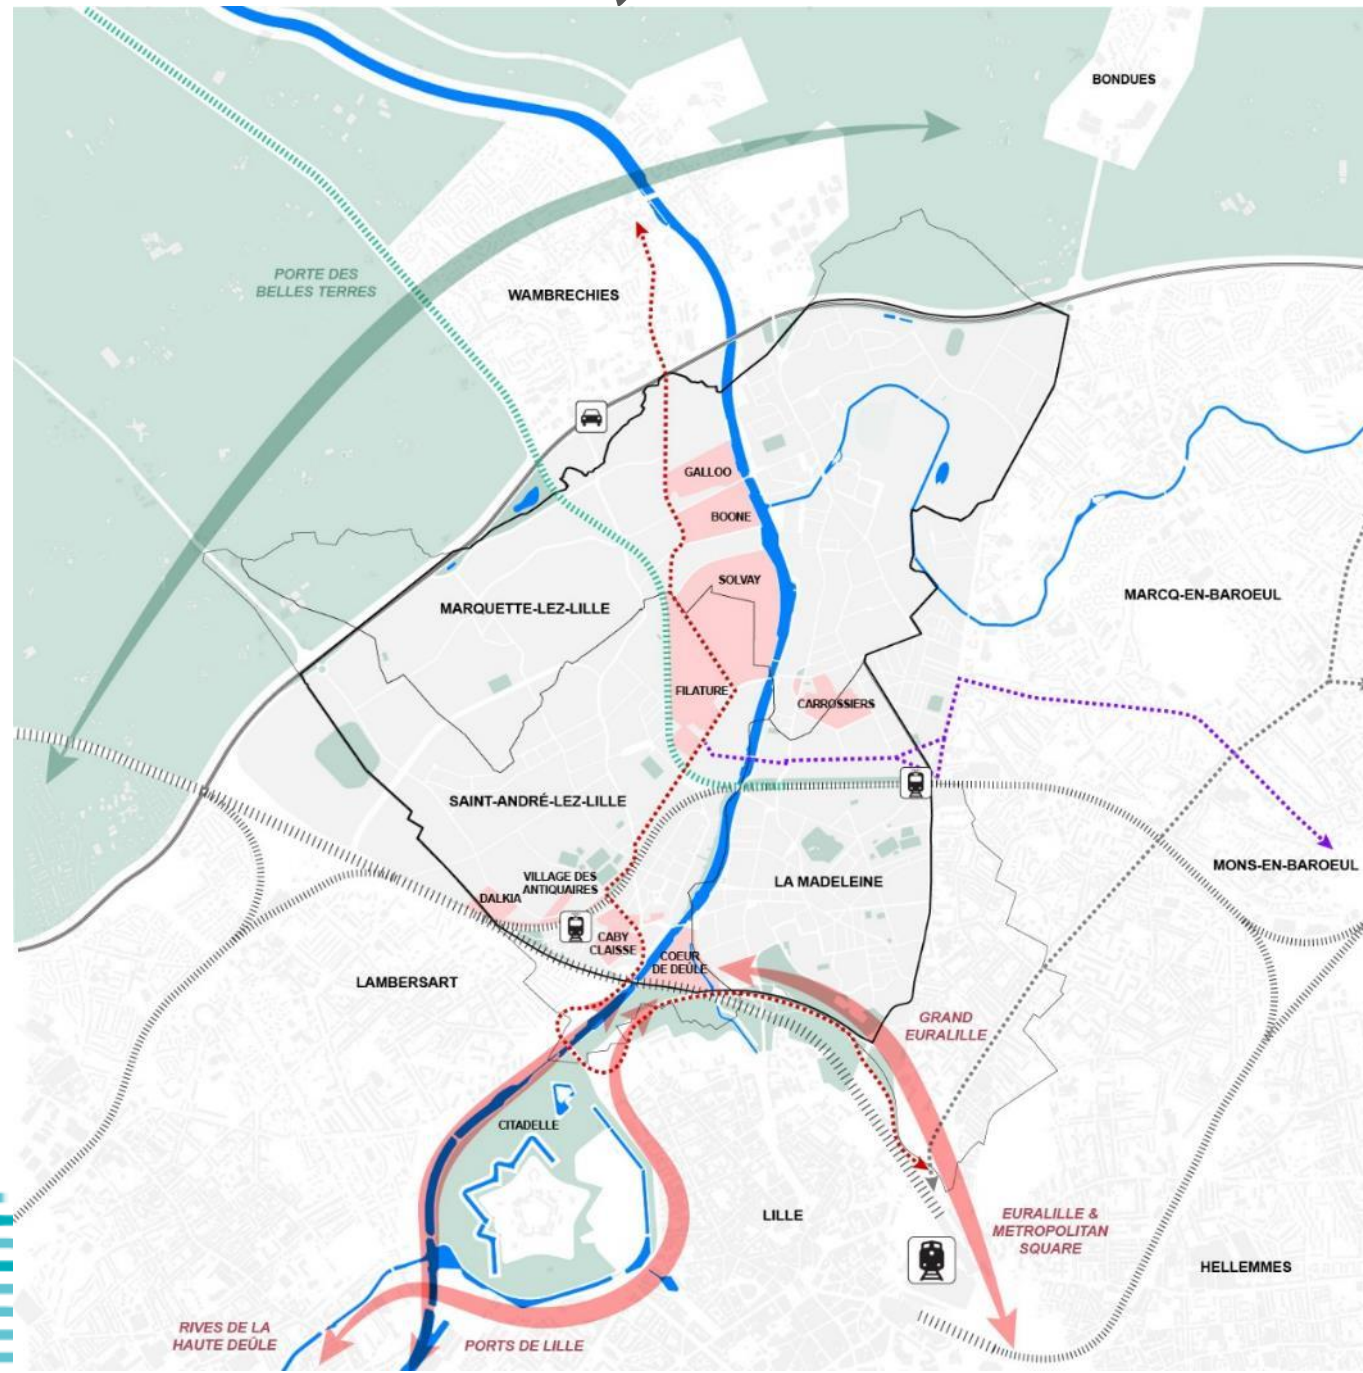 BONDUES
PORTE DES
BELLES TERRES
WAMBRECHIES
GALLOO
BOONE
SOLVAY
MARQUETTE-LEZ-LILLE
MARCQ-EN-BAROEUL
FILATURE
CARROSSIERS
SAINT-ANDRÉ-LEZ-LILLE
MONS-EN-BAROEUL
VILLAGE DES
ANTIQUAIRES
LA MADELEINE
DALKIA
CABY
CLAISSE
COEUR
DE DEÛLE
LAMBERSART
GRAND
EURALILLE
CITADELLE
LILLE
EURALILLE &
METROPOLITAN
SQUARE
HELLEMMES
RIVES DE LA
HAUTE DEÛLE
PORTS DE LILLE